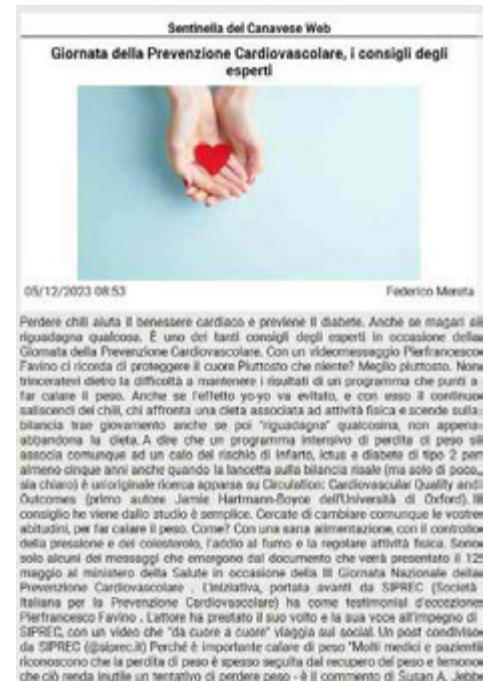 Sentinella del Canavese Web
Giornata della Prevenzione Cardiovascolare, i consigli degli
esperti
05/12/2023 08:53 Federico Mereta
Perdere chili aiuta il benessere cardiaco e previene il diabete. Anche se magari si
riguadagna qualcosa. È uno dei tanti consigli degli esperti in occasione della
Giornata della Prevenzione Cardiovascolare. Con un videomessaggio Pierfrancesco
Favino ci ricorda di proteggere il cuore Piuttosto che niente? Meglio piuttosto. Non
trinceratevi dietro la difficoltà a mantenere i risultati di un programma che punti a
far calare il peso. Anche se l'effetto yo-yo va evitato, e con esso il continuo
saliscendi dei chili, chi affronta una dieta associata ad attività fisica e scende sulla
bilancia trae giovamento anche se poi "riguadagna" qualcosina, non appena
abbandona la dieta. A dire che un programma intensivo di perdita di peso si
associa comunque ad un calo del rischio di infarto, ictus e diabete di tipo 2 per
almeno cinque anni anche quando la lancetta sulla bilancia risale (ma solo di poco,
sia chiaro) è un'originale ricerca apparsa su Circulation: Cardiovascular Quality and
Outcomes (primo autore Jamie Hartmann-Boyce dell'Università di Oxford). Il
consiglio he viene dallo studio è semplice. Cercate di cambiare comunque le vostre
abitudini, per far calare il peso. Come? Con una sana alimentazione, con il controllo
della pressione e del colesterolo, l'addio al fumo e la regolare attività fisica. Sono
solo alcuni dei messaggi che emergono dal documento che verrà presentato il 12
maggio al ministero della Salute in occasione della III Giornata Nazionale della
Prevenzione Cardiovascolare . L'iniziativa, portata avanti da SIPREC (Società
Italiana per la Prevenzione Cardiovascolare) ha come testimonial d'eccezione
Pierfrancesco Favino . L'attore ha prestato il suo volto e la sua voce all'impegno di
SIPREC, con un video che "da cuore a cuore" viaggia sui social. Un post condiviso
da SIPREC (@siprec.it) Perché è importante calare di peso "Molti medici e pazienti
riconoscono che la perdita di peso è spesso seguita dal recupero del peso e temono
che ciò renda inutile un tentativo di perdere peso - è il commento di Susan A. Jebb